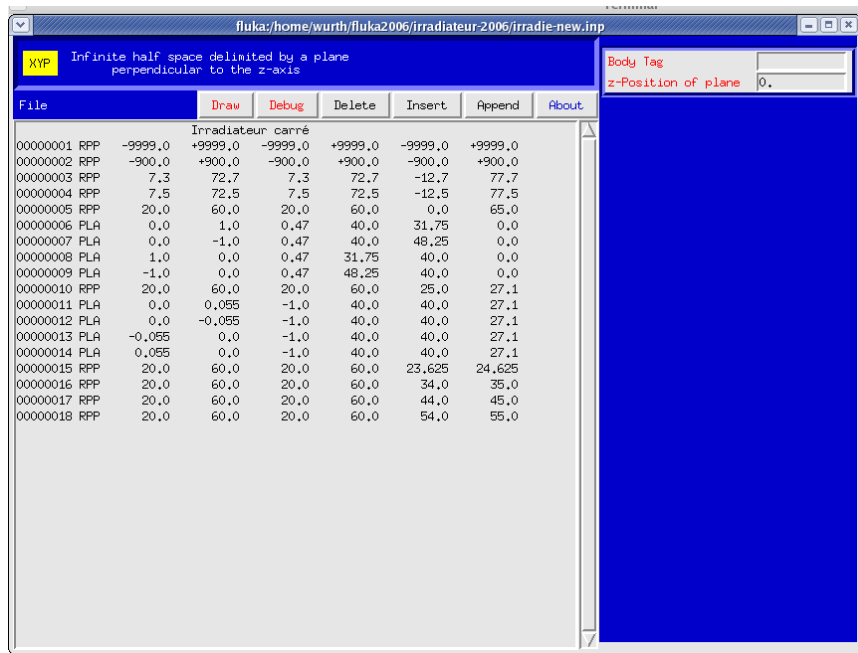 fluka:/home/wurth/fluka2006/irradiateur-2006/irradie-new.inp
XYP Infinite half space delimited by a plane
perpendicular to the z-axis
Body Tag
z-Position of plane 0.
File Draw Debug Delete Insert Append About
Irradiateur carré
00000001 RPP -9999.0 +9999.0 -9999.0 +9999.0 -9999.0 +9999.0
00000002 RPP -900.0 +900.0 -900.0 +900.0 -900.0 +900.0
00000003 RPP 7.3 72.7 7.3 72.7 -12.7 77.7
00000004 RPP 7.5 72.5 7.5 72.5 -12.5 77.5
00000005 RPP 20.0 60.0 20.0 60.0 0.0 65.0
00000006 PLA 0.0 1.0 0.47 40.0 31.75 0.0
00000007 PLA 0.0 -1.0 0.47 40.0 48.25 0.0
00000008 PLA 1.0 0.0 0.47 31.75 40.0 0.0
00000009 PLA -1.0 0.0 0.47 48.25 40.0 0.0
00000010 RPP 20.0 60.0 20.0 60.0 25.0 27.1
00000011 PLA 0.0 0.055 -1.0 40.0 40.0 27.1
00000012 PLA 0.0 -0.055 -1.0 40.0 40.0 27.1
00000013 PLA -0.055 0.0 -1.0 40.0 40.0 27.1
00000014 PLA 0.055 0.0 -1.0 40.0 40.0 27.1
00000015 RPP 20.0 60.0 20.0 60.0 23.625 24.625
00000016 RPP 20.0 60.0 20.0 60.0 34.0 35.0
00000017 RPP 20.0 60.0 20.0 60.0 44.0 45.0
00000018 RPP 20.0 60.0 20.0 60.0 54.0 55.0